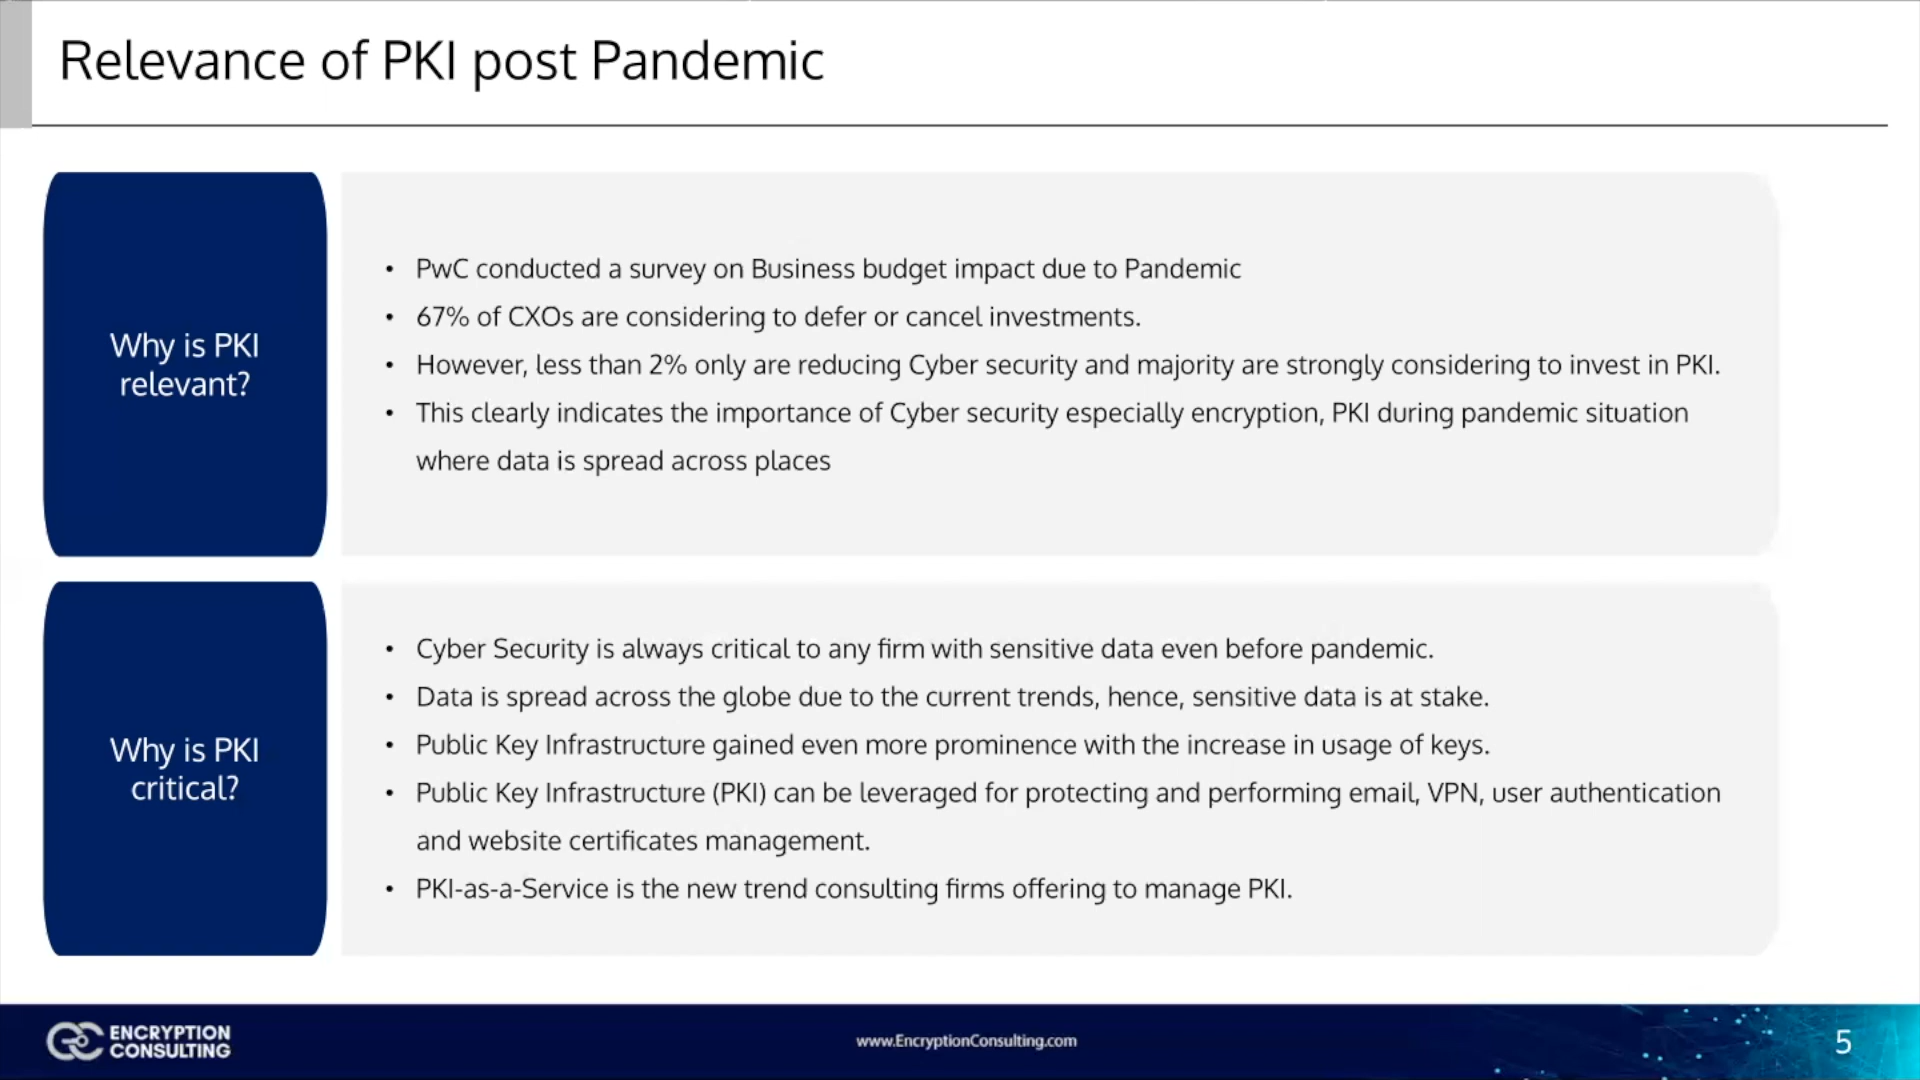 Relevance of PKI post Pandemic
Why is PKI
relevant?
• PwC conducted a survey on Business budget impact due to Pandemic
• 67% of CXOs are considering to defer or cancel investments.
• However, less than 2% only are reducing Cyber security and majority are strongly considering to invest in PKI.
• This clearly indicates the importance of Cyber security especially encryption, PKI during pandemic situation
where data is spread across places
Why is PKI
critical?
• Cyber Security is always critical to any firm with sensitive data even before pandemic.
• Data is spread across the globe due to the current trends, hence, sensitive data is at stake.
• Public Key Infrastructure gained even more prominence with the increase in usage of keys.
• Public Key Infrastructure (PKI) can be leveraged for protecting and performing email, VPN, user authentication
and website certificates management.
• PKI-as-a-Service is the new trend consulting firms offering to manage PKI.
ENCRYPTION
CONSULTING
www.EncryptionConsulting.com
5